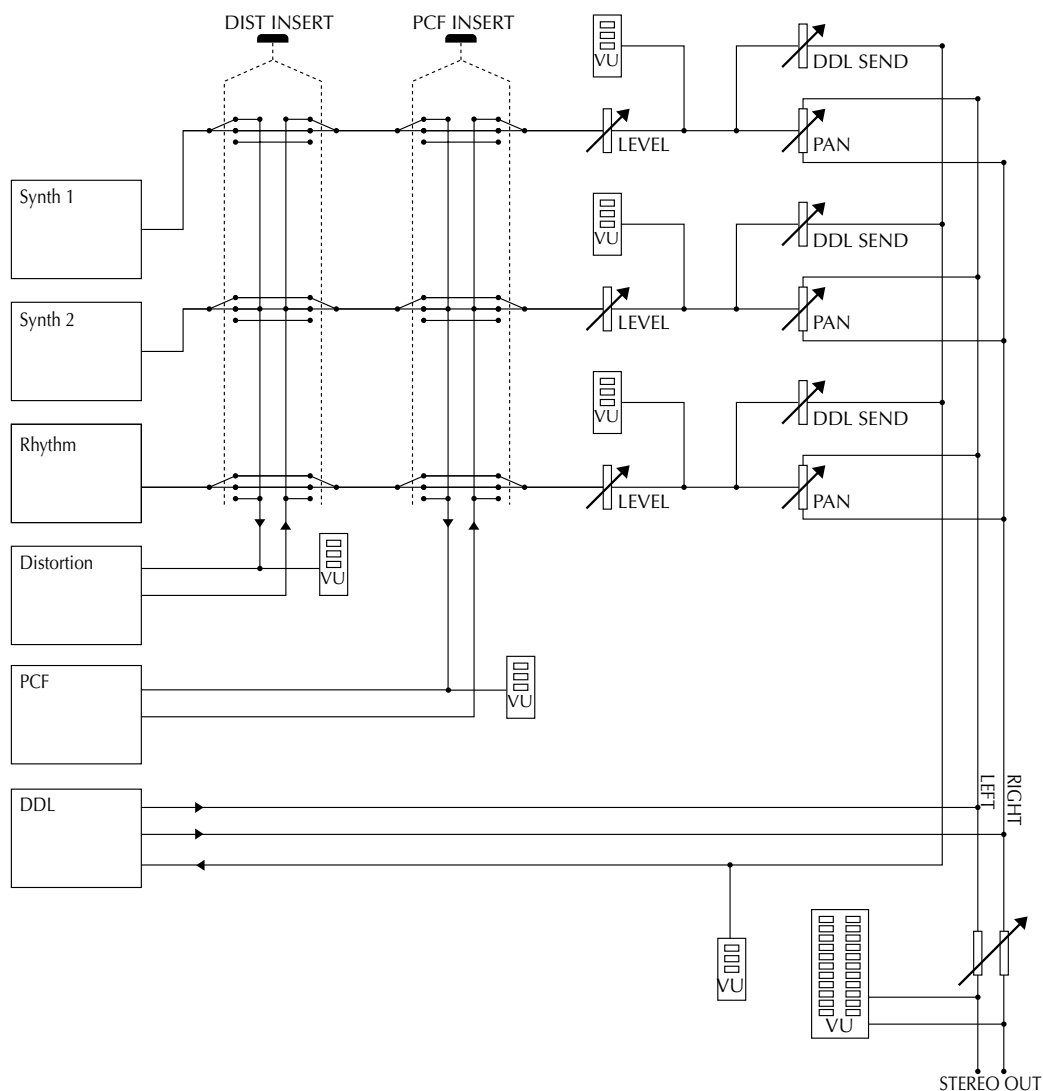 DIST INSERT
PCF INSERT
VU
DDL SEND
LEVEL
PAN
Synth 1
VU
DDL SEND
Synth 2
LEVEL
PAN
VU
DDL SEND
Rhythm
LEVEL
PAN
Distortion
VU
PCF
VU
DDL
LEFT
RIGHT
VU
VU
STEREO OUT